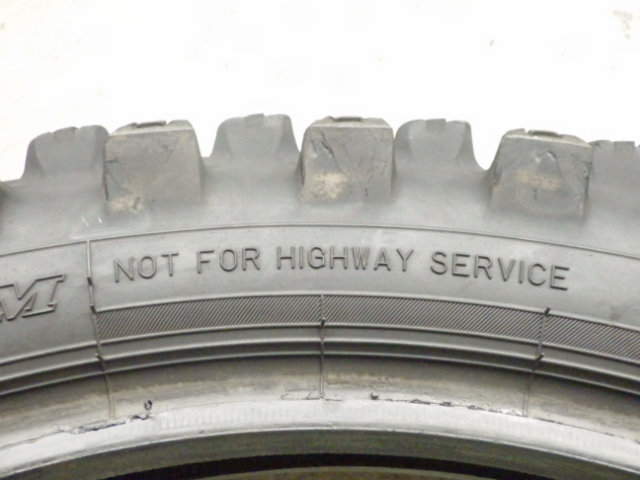 M NOT FOR HIGHWAY SERVICE